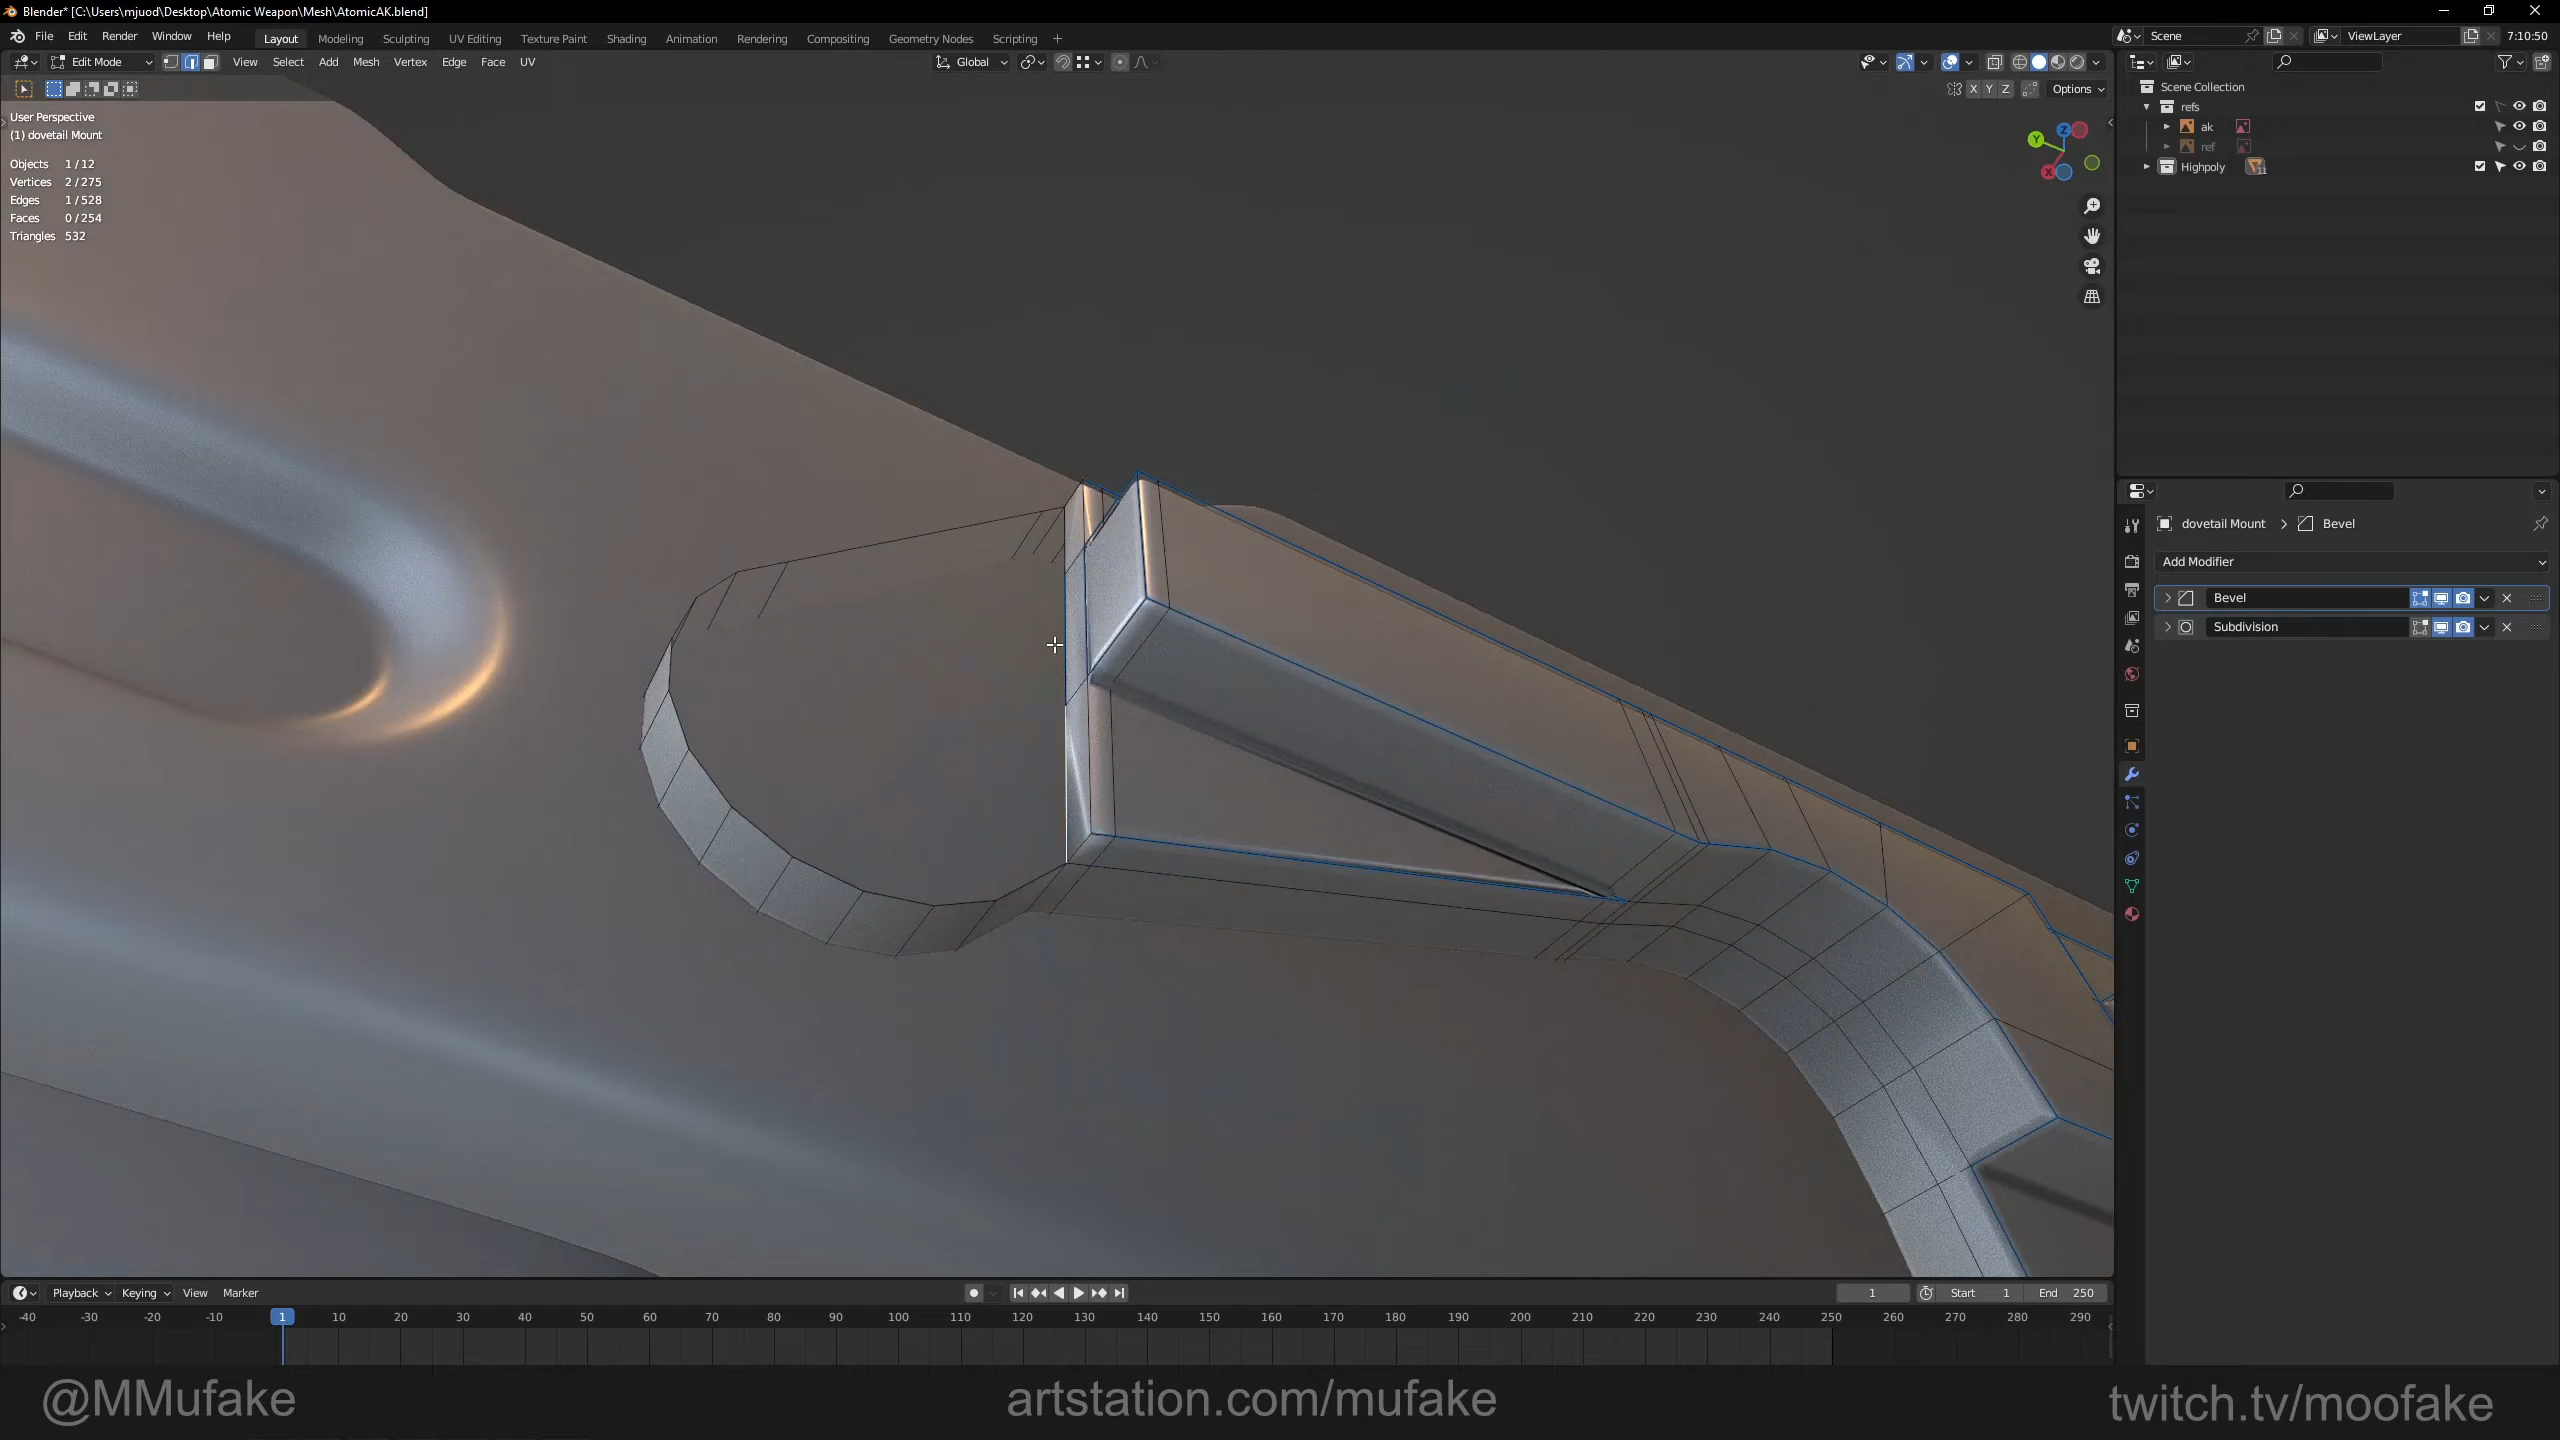 Blender* [C:\Users\mjuod\Desktop\Atomic Weapon\Mesh\AtomicAK.blend]
File Edit Render Window Help Layout Modeling Sculpting UV Editing Texture Paint Shading Animation Rendering Compositing Geometry Nodes Scripting Scene ViewLayer 7:10:50
Edit Mode View Select Add Mesh Vertex Edge Face UV Global
X Y Z Options
User Perspective
(1) dovetail Mount
Objects 1/12
Vertices 2/275
Edges 1/528
Faces 0/254
Triangles 532
Z
Y
X
Scene Collection
refs
ak
ref
Highpoly 11
dovetail Mount > Bevel
Add Modifier
Bevel
Subdivision
Playback Keying View Marker 1 Start 1 End 250
-40 -30 -20 -10 1 10 20 30 40 50 60 70 80 90 100 110 120 130 140 150 160 170 180 190 200 210 220 230 240 250 260 270 280 290
@MMufake artstation.com/mufake twitch.tv/moofake